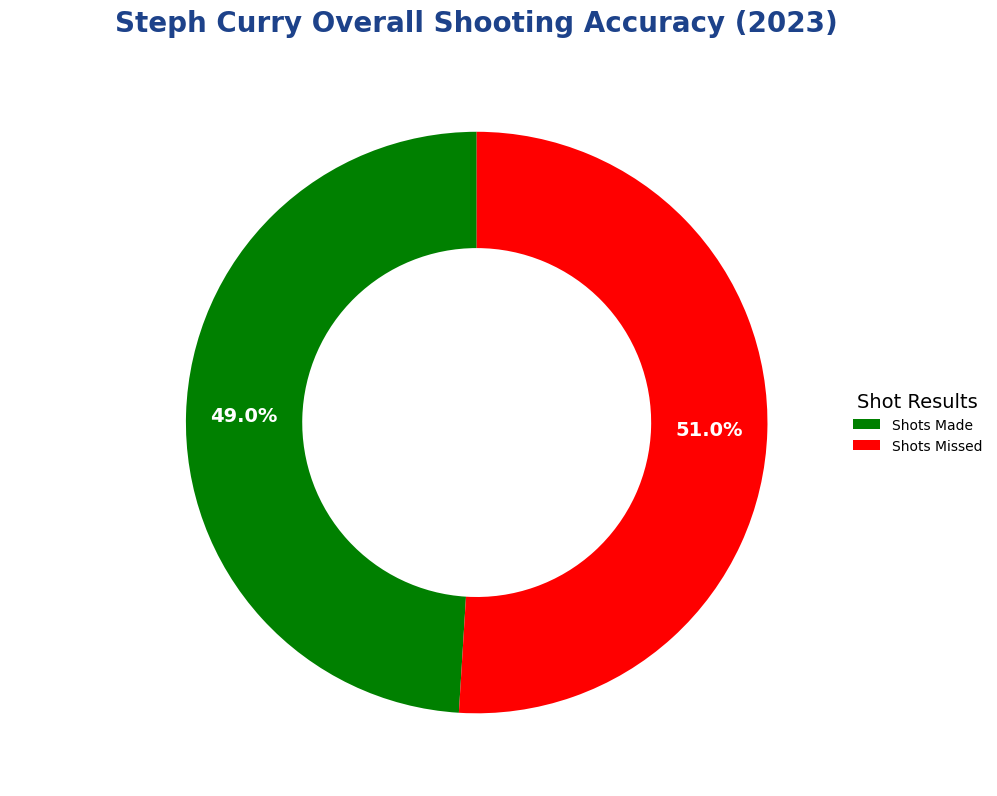 Steph Curry Overall Shooting Accuracy (2023)
49.0%
51.0%
Shot Results
Shots Made
Shots Missed